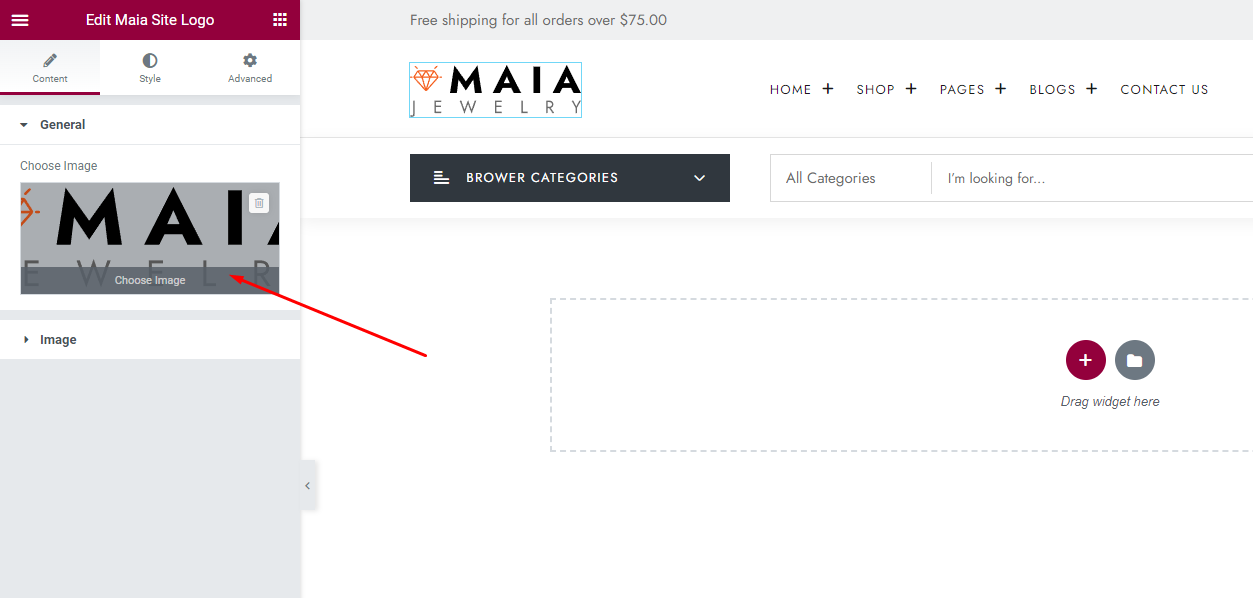 Edit Maia Site Logo
Content
Style
Advanced
General
Choose Image
MAIA
E W E L R
Choose Image
Image
Free shipping for all orders over $75.00
MAIA
JEWELRY
HOME + SHOP + PAGES + BLOGS + CONTACT US
BROWER CATEGORIES
All Categories
I'm looking for...
Drag widget here